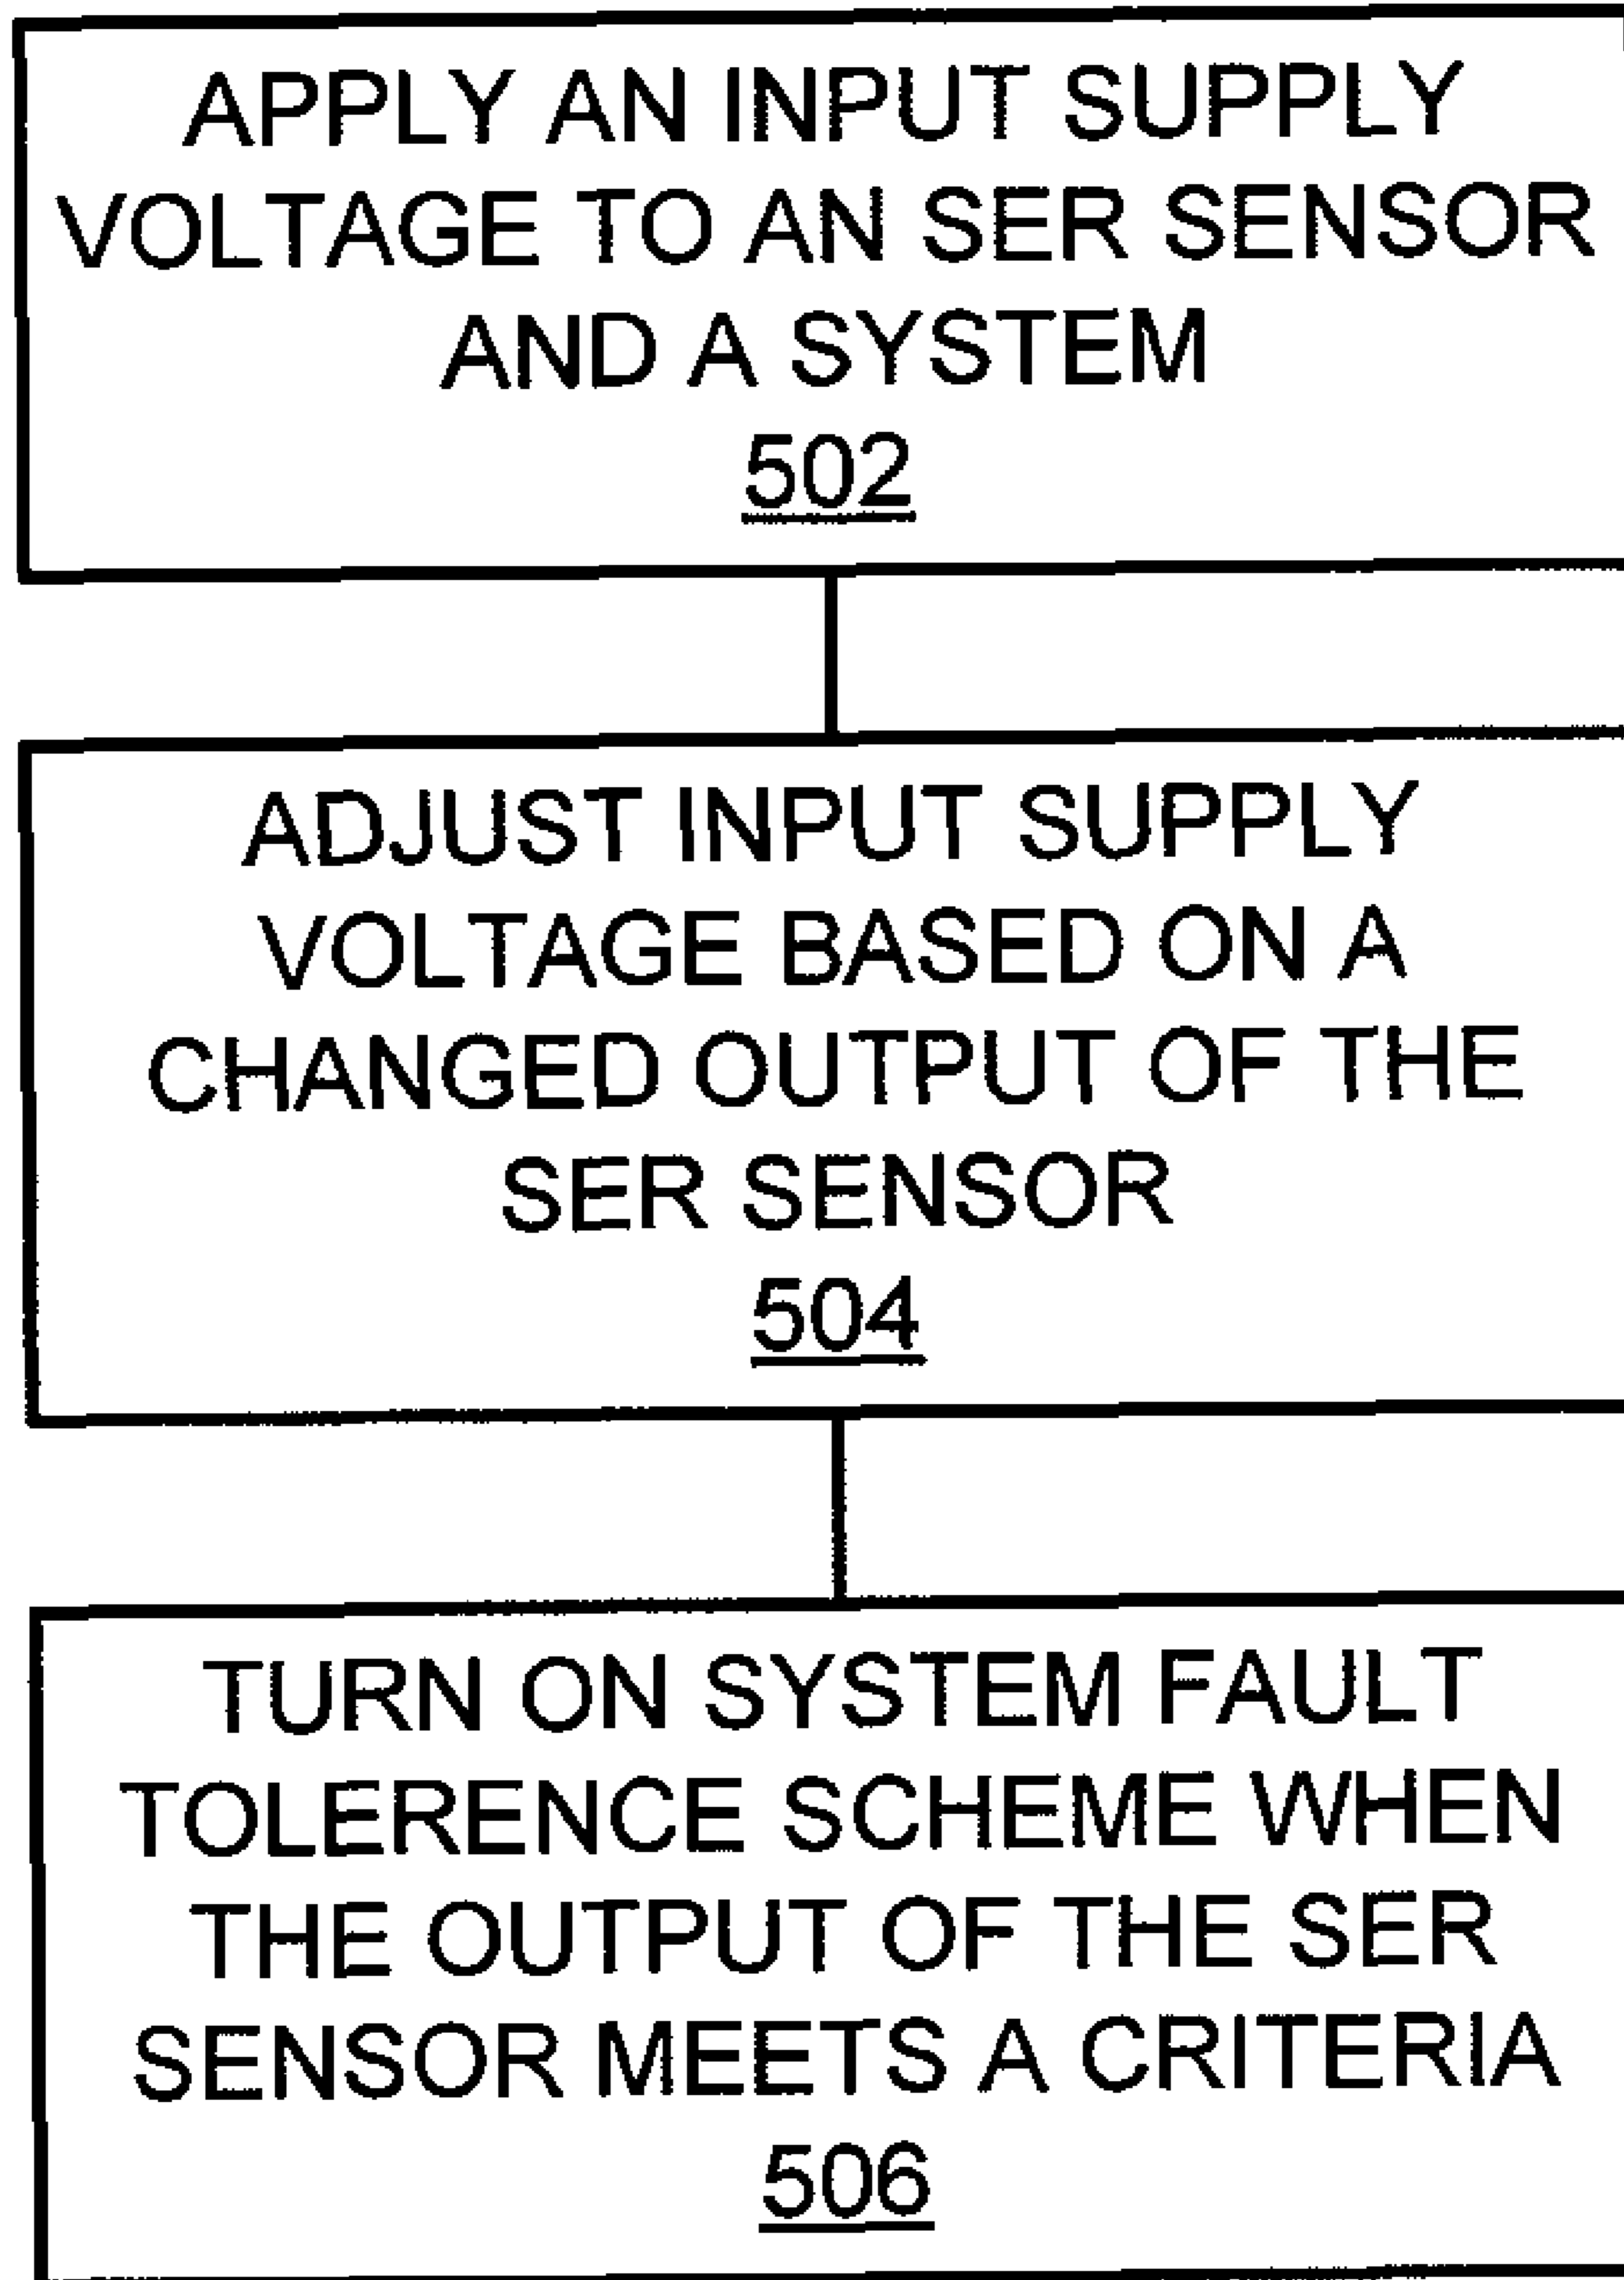 APPLY AN INPUT SUPPLY
VOLTAGE TO AN SER SENSOR
AND A SYSTEM
502
ADJUST INPUT SUPPLY
VOLTAGE BASED ON A
CHANGED OUTPUT OF THE
SER SENSOR
504
TURN ON SYSTEM FAULT
TOLERENCE SCHEME WHEN
THE OUTPUT OF THE SER
SENSOR MEETS A CRITERIA
506